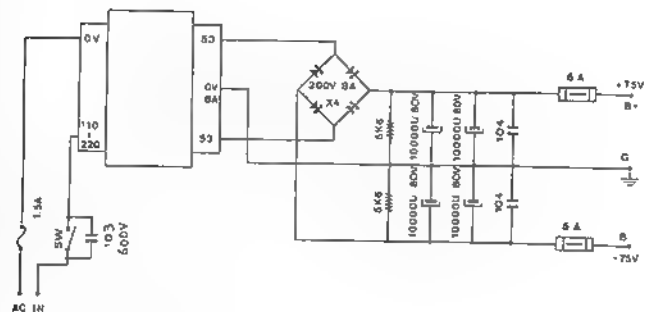 0V
53
6 A
+75V
B+
200V 8A
X4
0V
6A
5K6
10000U 80V
10000U 80V
104
110
-
220
53
G
5K6
10000U 80V
10000U 80V
104
1.5A
SW
103
600V
6 A
B
-75V
AC IN